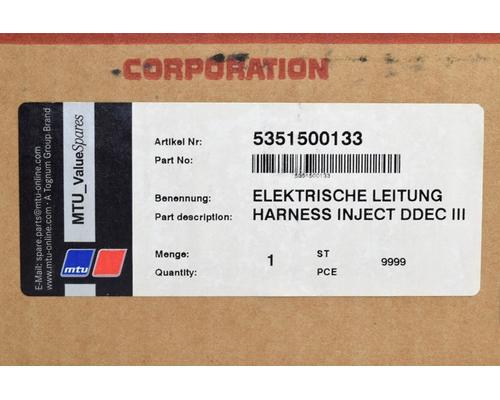 CORPORATION
E-Mail: spare.parts@mtu-online.com
www.mtu-online.com - A Tognum Group Brand
MTU_ValueSpares
mtu
Artikel Nr: 5351500133
Part No:
5351500133
Benennung: ELEKTRISCHE LEITUNG
Part description: HARNESS INJECT DDEC III
Menge: 1 ST 9999
Quantity: PCE